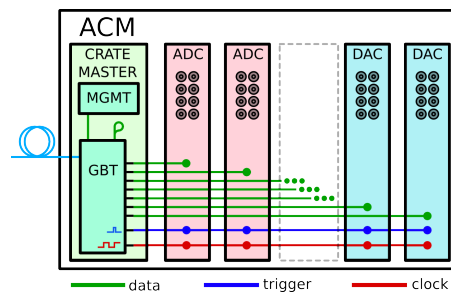 ACM
CRATE
MASTER
MGMT
GBT
ADC
ADC
DAC
DAC
data
trigger
clock